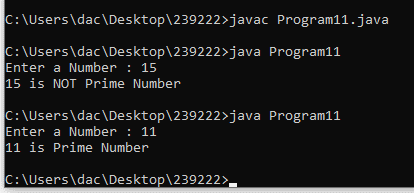 C:\Users\dac\Desktop\239222>javac Program11.java
C:\Users\dac\Desktop\239222>java Program11
Enter a Number : 15
15 is NOT Prime Number
C:\Users\dac\Desktop\239222>java Program11
Enter a Number : 11
11 is Prime Number
C:\Users\dac\Desktop\239222>